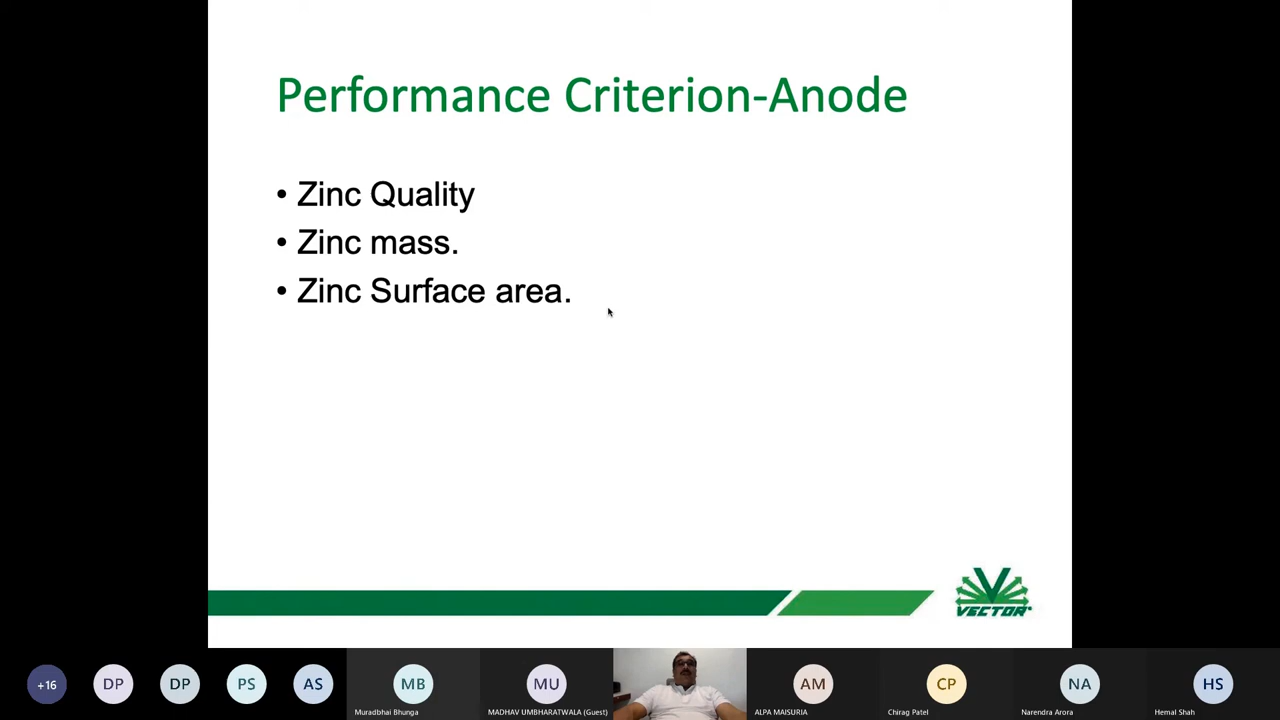 Performance Criterion-Anode
• Zinc Quality
• Zinc mass.
• Zinc Surface area.
VECTOR®
+16
DP
DP
PS
AS
MB
Muradbhai Bhunga
MU
MADHAV UMBHARATWALA (Guest)
AM
ALPA MAISURIA
CP
Chirag Patel
NA
Narendra Arora
HS
Hemal Shah